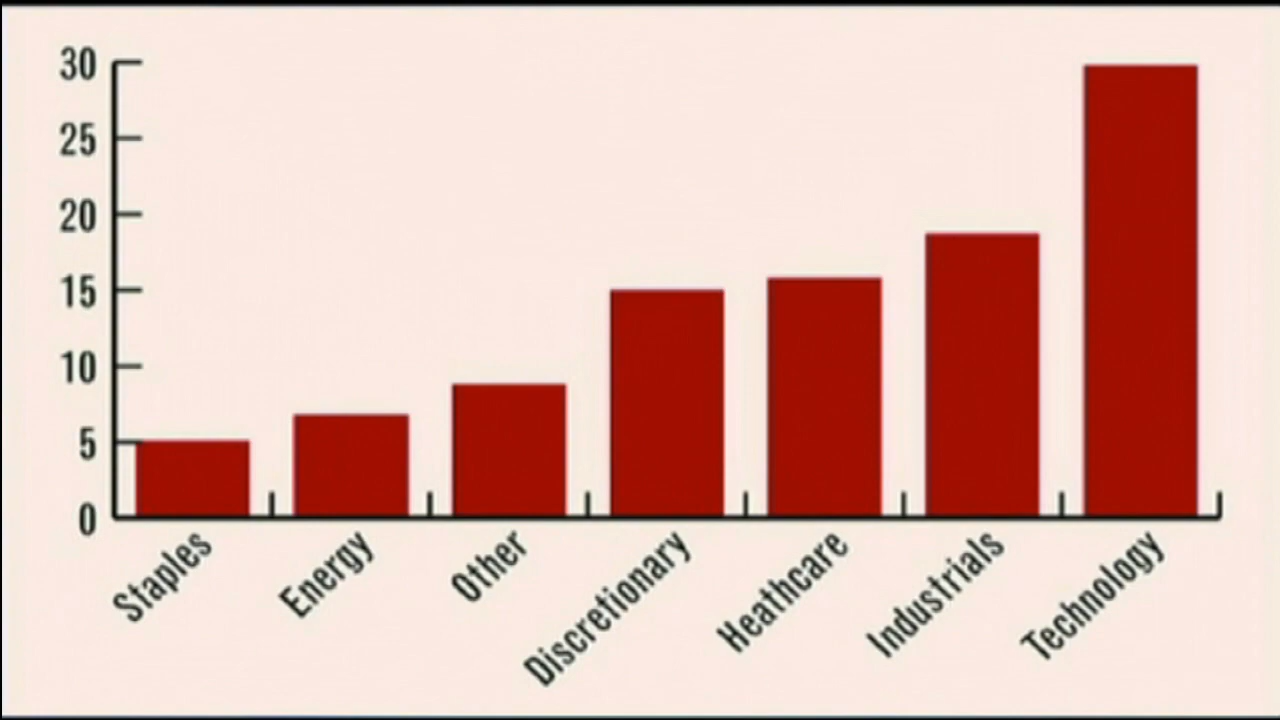 30
25
20
15
10
5
0
Staples
Energy
Other
Discretionary
Heathcare
Industrials
Technology